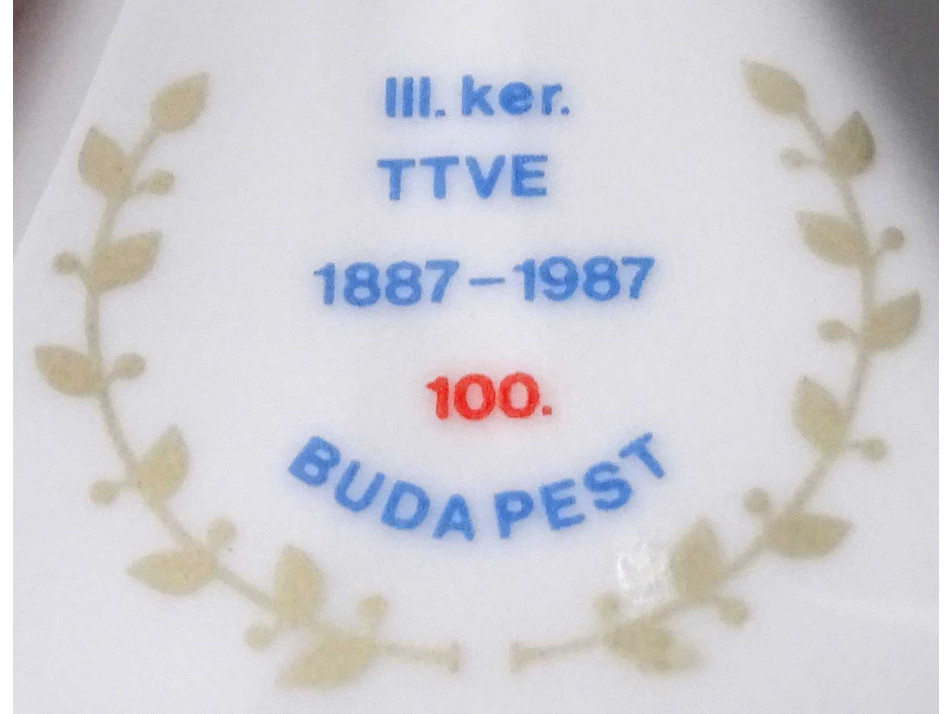 III. ker.
TTVE
1887-1987
100.
BUDAPEST